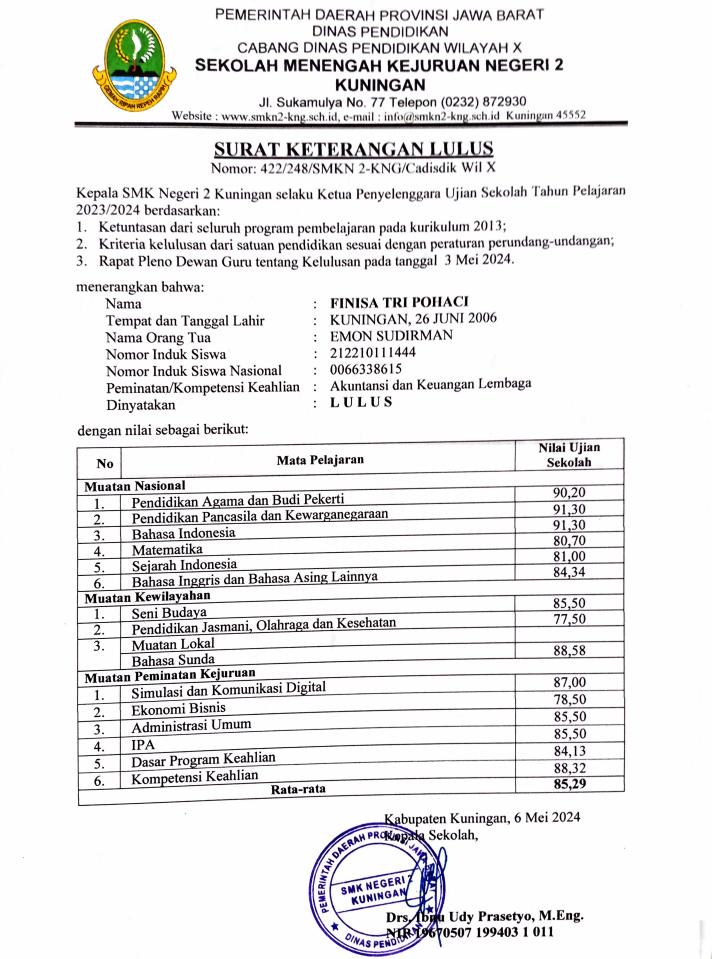 PEMERINTAH DAERAH PROVINSI JAWA BARAT
DINAS PENDIDIKAN
CABANG DINAS PENDIDIKAN WILAYAH X
SEKOLAH MENENGAH KEJURUAN NEGERI 2
KUNINGAN
Jl. Sukamulya No. 77 Telepon (0232) 872930
Website : www.smkn2-kng.sch.id, e-mail : info@smkn2-kng.sch.id Kuningan 45552
GEMAH RIPAH REPEH RAPIH
SURAT KETERANGAN LULUS
Nomor: 422/248/SMKN 2-KNG/Cadisdik Wil X
Kepala SMK Negeri 2 Kuningan selaku Ketua Penyelenggara Ujian Sekolah Tahun Pelajaran
2023/2024 berdasarkan:
1. Ketuntasan dari seluruh program pembelajaran pada kurikulum 2013;
2. Kriteria kelulusan dari satuan pendidikan sesuai dengan peraturan perundang-undangan;
3. Rapat Pleno Dewan Guru tentang Kelulusan pada tanggal 3 Mei 2024.
menerangkan bahwa:
Nama : FINISA TRI POHACI
Tempat dan Tanggal Lahir : KUNINGAN, 26 JUNI 2006
Nama Orang Tua : EMON SUDIRMAN
Nomor Induk Siswa : 212210111444
Nomor Induk Siswa Nasional : 0066338615
Peminatan/Kompetensi Keahlian : Akuntansi dan Keuangan Lembaga
Dinyatakan : L U L U S
dengan nilai sebagai berikut:
No Mata Pelajaran Nilai Ujian Sekolah
Muatan Nasional
1. Pendidikan Agama dan Budi Pekerti 90,20
2. Pendidikan Pancasila dan Kewarganegaraan 91,30
3. Bahasa Indonesia 91,30
4. Matematika 80,70
5. Sejarah Indonesia 81,00
6. Bahasa Inggris dan Bahasa Asing Lainnya 84,34
Muatan Kewilayahan
1. Seni Budaya 85,50
2. Pendidikan Jasmani, Olahraga dan Kesehatan 77,50
3. Muatan Lokal
Bahasa Sunda 88,58
Muatan Peminatan Kejuruan
1. Simulasi dan Komunikasi Digital 87,00
2. Ekonomi Bisnis 78,50
3. Administrasi Umum 85,50
4. IPA 85,50
5. Dasar Program Keahlian 84,13
6. Kompetensi Keahlian 88,32
Rata-rata 85,29
Kabupaten Kuningan, 6 Mei 2024
Kepala Sekolah,
PEMERINTAH DAERAH PROVINSI JAWA BARAT
SMK NEGERI 2
KUNINGAN
DINAS PENDIDIKAN
Drs. Ibnu Udy Prasetyo, M.Eng.
NIP.19670507 199403 1 011